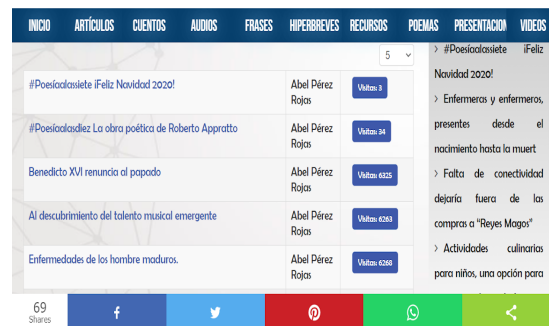 INICIO ARTÍCULOS CUENTOS AUDIOS FRASES HIPERBREVES RECURSOS POEMAS PRESENTACION VIDEOS
5
#Poesíaalassiete ¡Feliz Navidad 2020!
Abel Pérez
Rojas
Visitas: 3
#Poesíaalasdiez La obra poética de Roberto Appratto
Abel Pérez
Rojas
Visitas: 34
Benedicto XVI renuncia al papado
Abel Pérez
Rojas
Visitas: 6325
Al descubrimiento del talento musical emergente
Abel Pérez
Rojas
Visitas: 6263
Enfermedades de los hombre maduros.
Abel Pérez
Rojas
Visitas: 6268
> #Poesíaalassiete ¡Feliz
Navidad 2020!
> Enfermeras y enfermeros,
presentes desde el
nacimiento hasta la muert
> Falta de conectividad
dejaría fuera de las
compras a “Reyes Magos”
> Actividades culinarias
para niños, una opción para
69
Shares